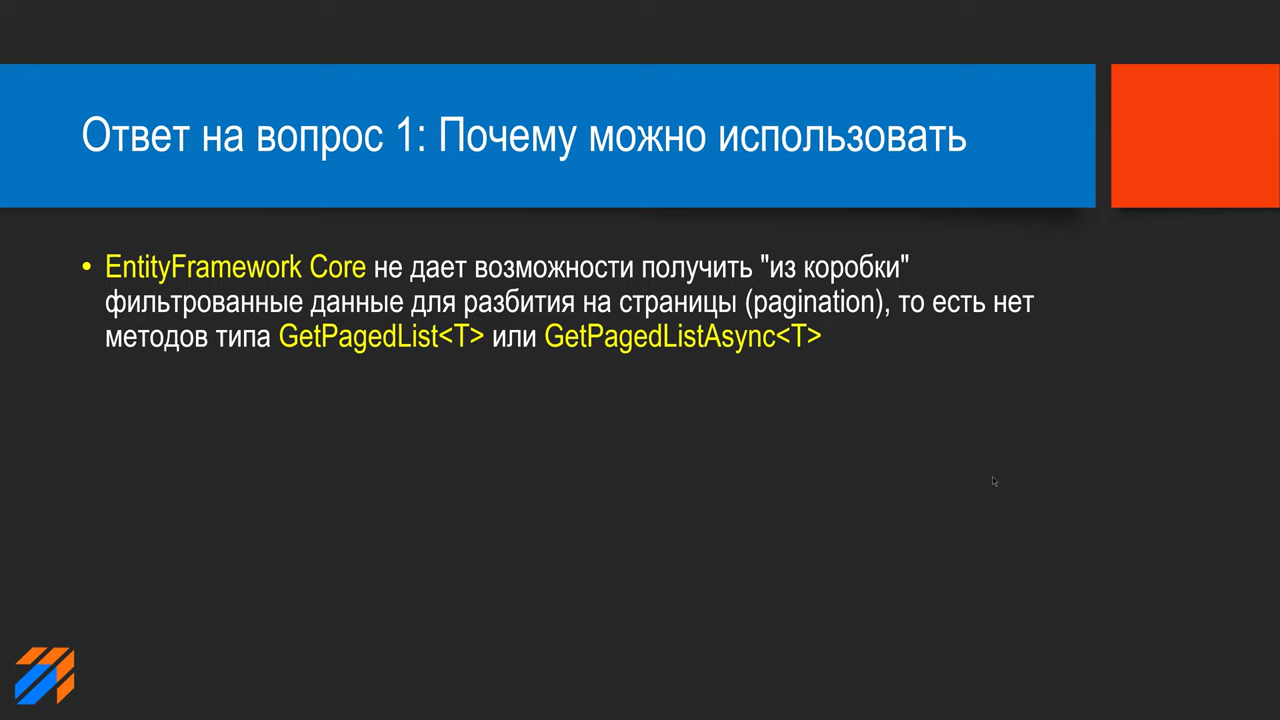 Ответ на вопрос 1: Почему можно использовать
• EntityFramework Core не дает возможности получить "из коробки"
фильтрованные данные для разбития на страницы (pagination), то есть нет
методов типа GetPagedList<T> или GetPagedListAsync<T>